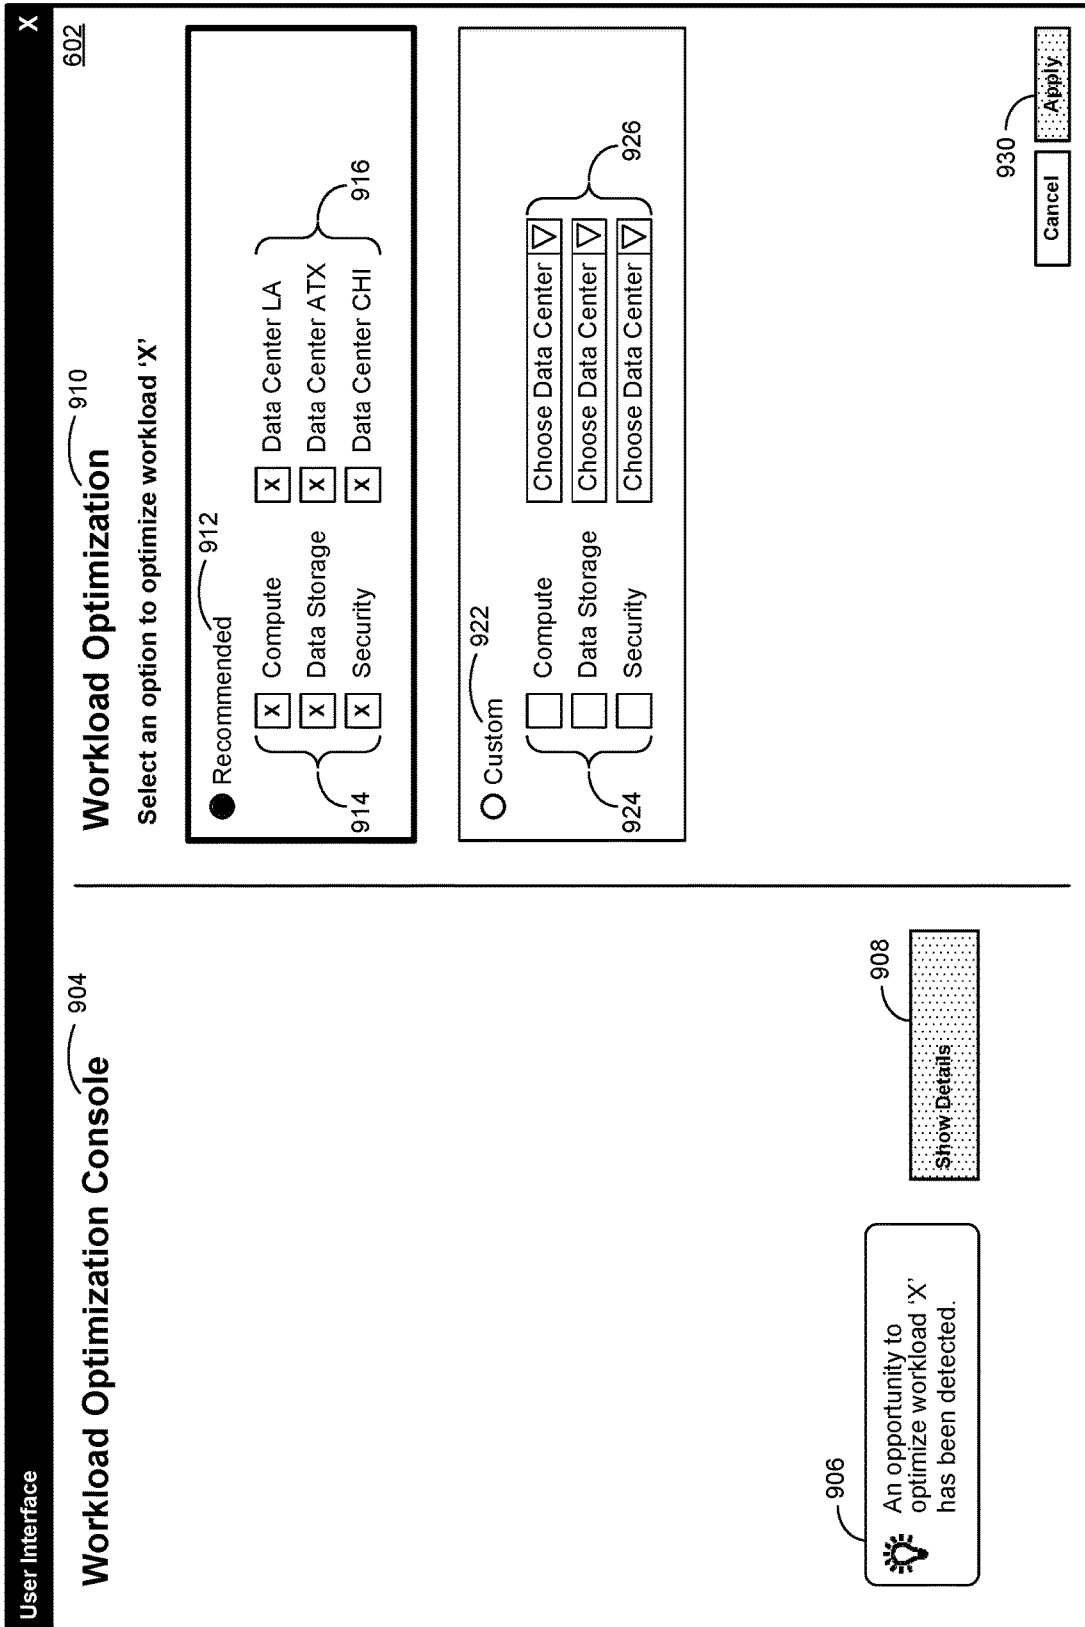 User Interface X
602
Workload Optimization Console 904
An opportunity to
optimize workload ‘X’
has been detected.
906
Show Details
908
Workload Optimization 910
Select an option to optimize workload ‘X’
Recommended 912
X Compute X Data Center LA
X Data Storage X Data Center ATX
X Security X Data Center CHI
914 916
Custom 922
Compute Choose Data Center
Data Storage Choose Data Center
Security Choose Data Center
924 926
930
Cancel Apply